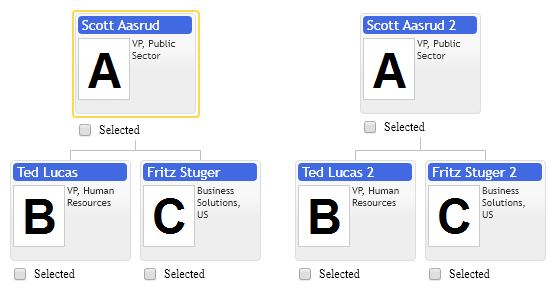 Scott Aasrud
A
VP, Public
Sector
Selected
Scott Aasrud 2
A
VP, Public
Sector
Selected
Ted Lucas
B
VP, Human
Resources
Selected
Fritz Stuger
C
Business
Solutions,
US
Selected
Ted Lucas 2
B
VP, Human
Resources
Selected
Fritz Stuger 2
C
Business
Solutions,
US
Selected